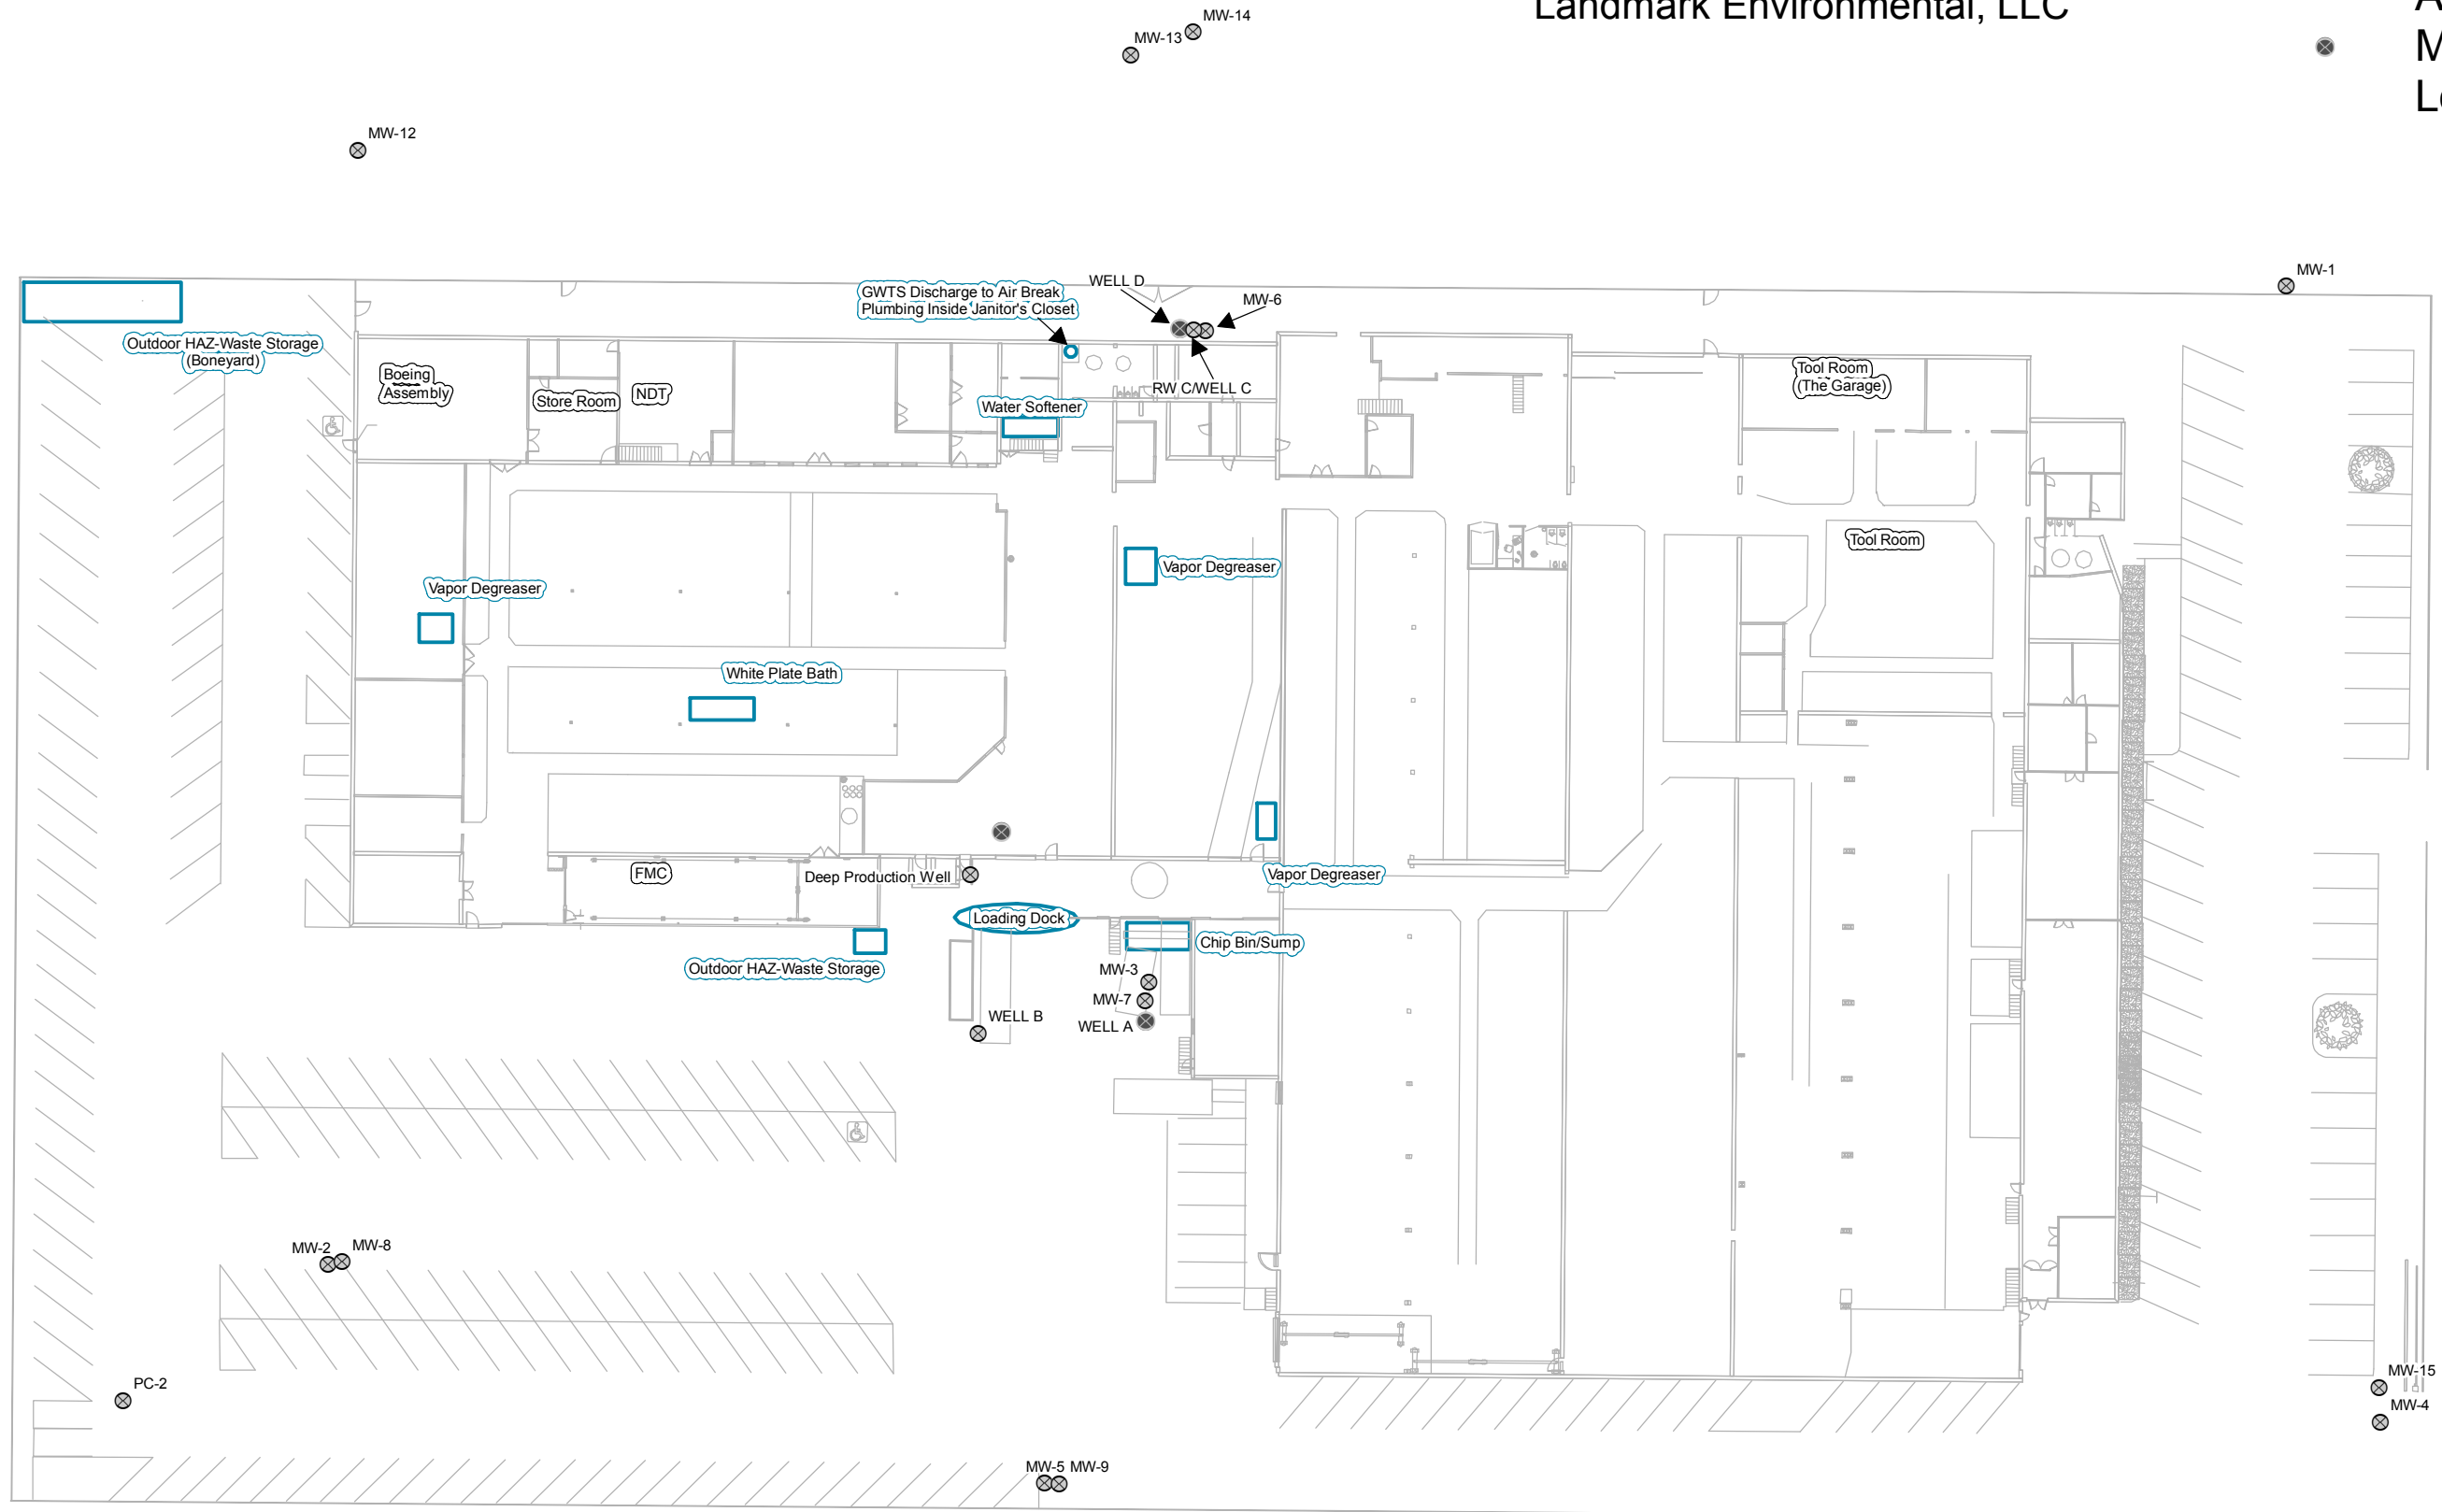 Landmark Environmental, LLC
MW-14
MW-13
MW-12
MW-1
WELL D
GWTS Discharge to Air Break
Plumbing Inside Janitor's Closet
MW-6
Outdoor HAZ-Waste Storage
(Boneyard)
Boeing
Assembly
Store Room
NDT
RW C/WELL C
Water Softener
Tool Room
(The Garage)
Tool Room
Vapor Degreaser
Vapor Degreaser
White Plate Bath
FMC
Deep Production Well
Vapor Degreaser
Loading Dock
Chip Bin/Sump
Outdoor HAZ-Waste Storage
MW-3
MW-7
WELL B
WELL A
MW-2
MW-8
PC-2
MW-15
MW-4
MW-5
MW-9